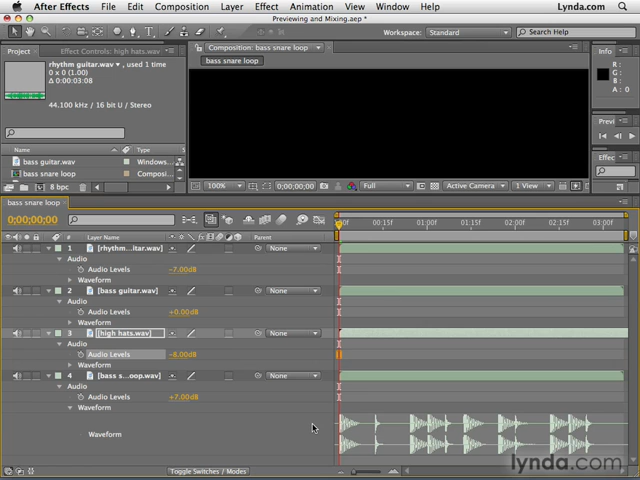 After Effects File Edit Composition Layer Effect Animation View Window Help Lynda.com
Previewing and Mixing.aep *
Workspace: Standard Search Help
Project Effect Controls: high hats.wav Composition: bass snare loop Info
rhythm guitar.wav , used 1 time bass snare loop
0 x 0 (1.00) R :
Δ 0:00:03:08 G :
B :
44.100 kHz / 16 bit U / Stereo A : 0
Previ
Effec
Name Type
bass guitar.wav Windows...
bass snare loop Composi...
8 bpc 100% 0;00;00;00 Full Active Camera 1 View
bass snare loop
0;00;00;00 00f 00:15f 01:00f 01:15f 02:00f 02:15f 03:00f
# Layer Name Parent
1 [rhythm...itar.wav] None
Audio
Audio Levels -7.00dB
Waveform
2 [bass guitar.wav] None
Audio
Audio Levels +0.00dB
Waveform
3 [high hats.wav] None
Audio
Audio Levels -8.00dB
Waveform
4 [bass s...oop.wav] None
Audio
Audio Levels +7.00dB
Waveform
Waveform
lynda.com
Toggle Switches / Modes